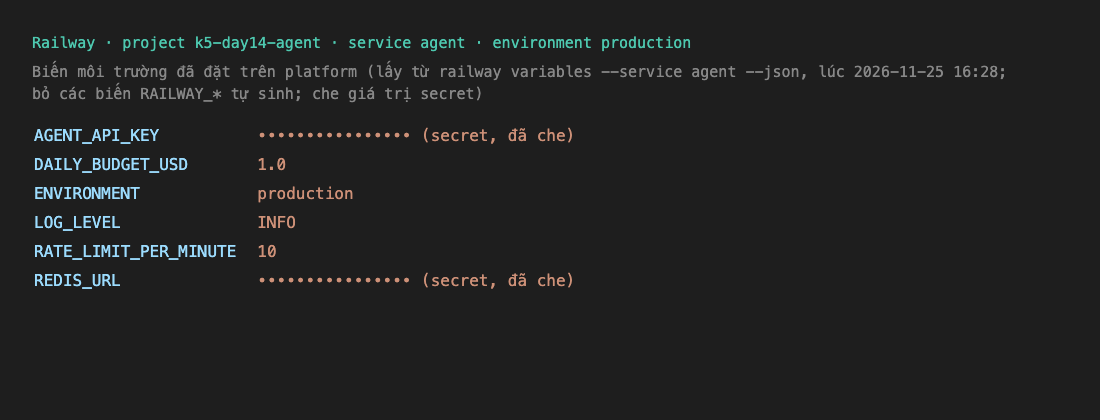 Railway · project k5-day14-agent · service agent · environment production
Biến môi trường đã đặt trên platform (lấy từ railway variables --service agent --json, lúc 2026-11-25 16:28;
bỏ các biến RAILWAY_* tự sinh; che giá trị secret)
AGENT_API_KEY •••••••••••••••• (secret, đã che)
DAILY_BUDGET_USD 1.0
ENVIRONMENT production
LOG_LEVEL INFO
RATE_LIMIT_PER_MINUTE 10
REDIS_URL •••••••••••••••• (secret, đã che)